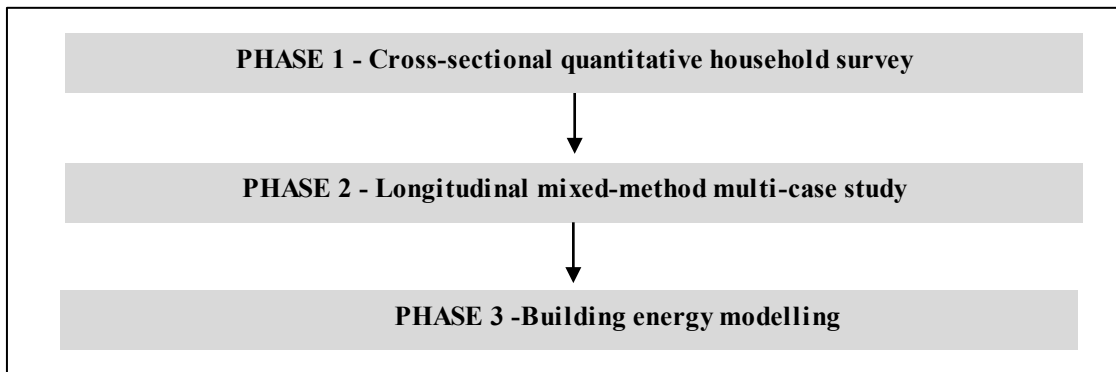 PHASE 1 - Cross-sectional quantitative household survey
PHASE 2 - Longitudinal mixed-method multi-case study
PHASE 3 -Building energy modelling